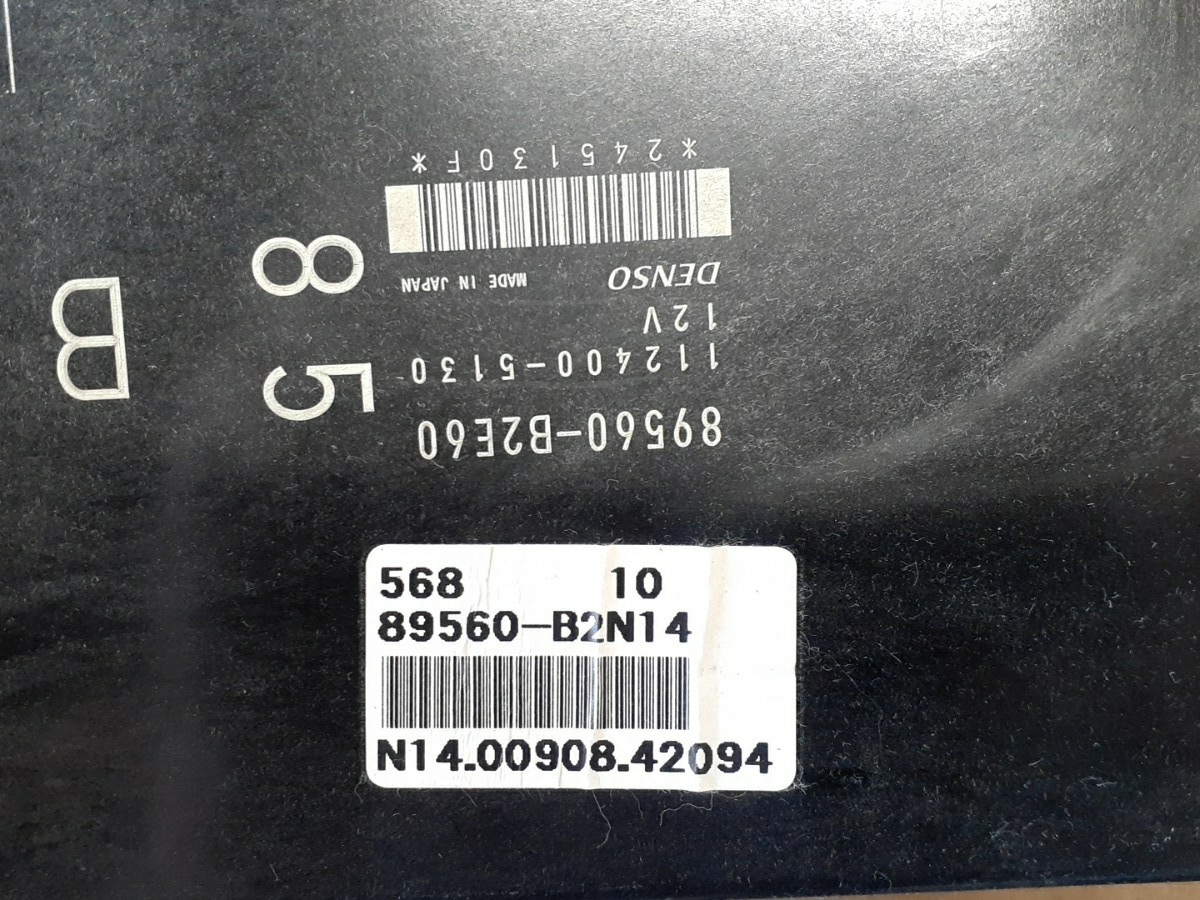 89560-B2E60
112400-5130
12V
DENSO MADE IN JAPAN
*245130F*
5
8
B
568 10
89560-B2N14
N14.00908.42094